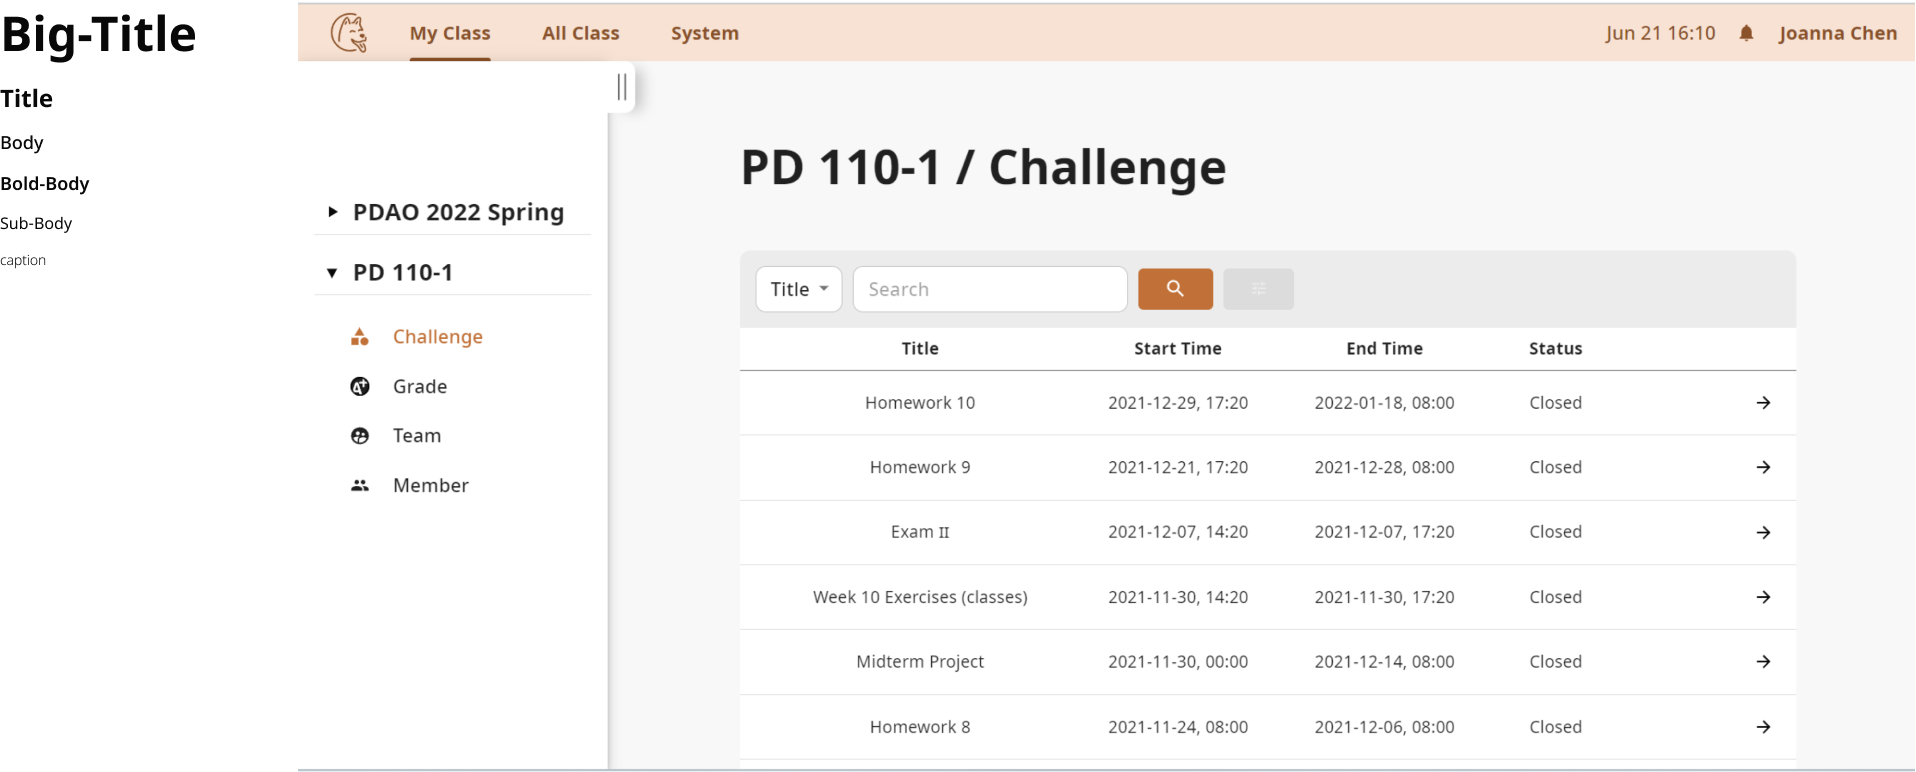 Big-Title
Title
Body
Bold-Body
Sub-Body
caption
My Class All Class System Jun 21 16:10 Joanna Chen
PDAO 2022 Spring
PD 110-1
Challenge
Grade
Team
Member
PD 110-1 / Challenge
Title Search
Title Start Time End Time Status
Homework 10 2021-12-29, 17:20 2022-01-18, 08:00 Closed
Homework 9 2021-12-21, 17:20 2021-12-28, 08:00 Closed
Exam II 2021-12-07, 14:20 2021-12-07, 17:20 Closed
Week 10 Exercises (classes) 2021-11-30, 14:20 2021-11-30, 17:20 Closed
Midterm Project 2021-11-30, 00:00 2021-12-14, 08:00 Closed
Homework 8 2021-11-24, 08:00 2021-12-06, 08:00 Closed